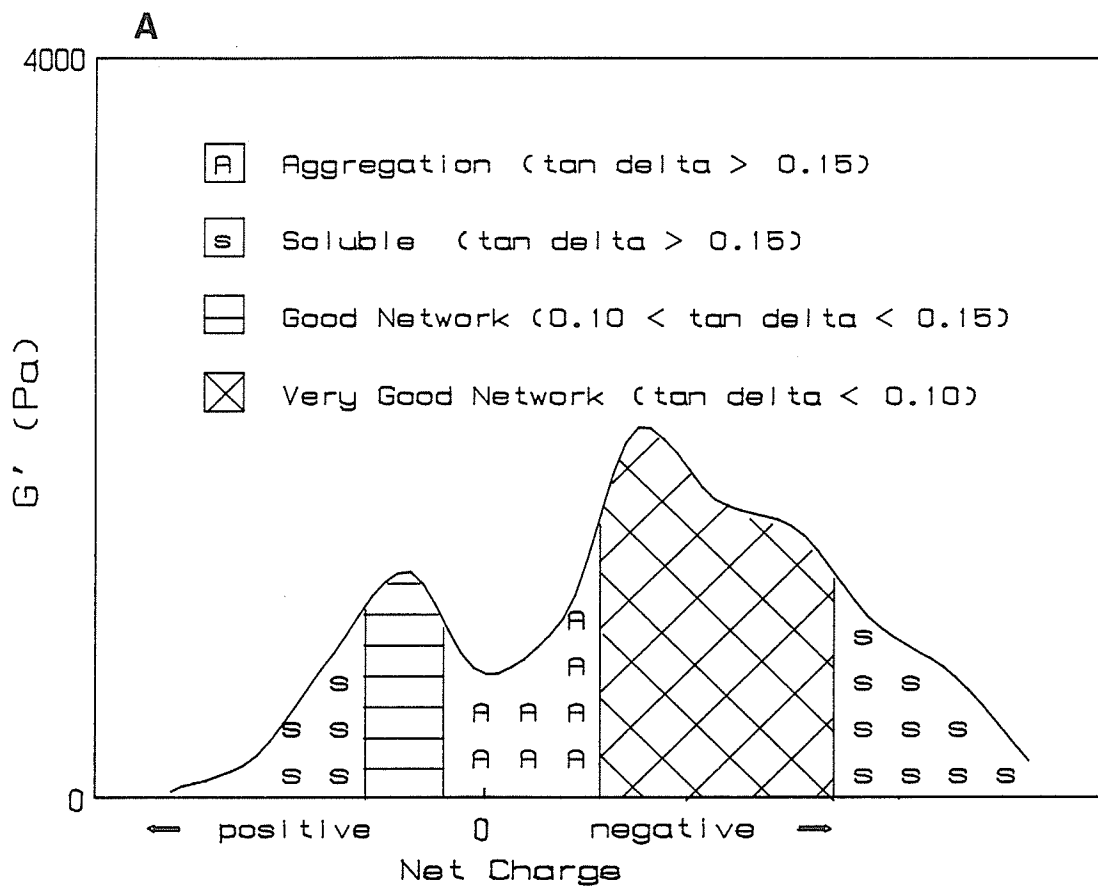 A
4000
A Aggregation (tan delta > 0.15)
s Soluble (tan delta > 0.15)
Good Network (0.10 < tan delta < 0.15)
Very Good Network (tan delta < 0.10)
G' (Pa)
A
s
A
s s s s
s s A A A s s s
s s A A A s s s s
0
← positive 0 negative →
Net Charge